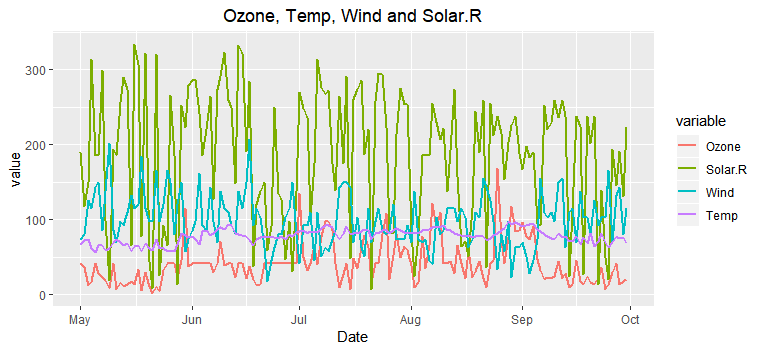 Ozone, Temp, Wind and Solar.R
value
300
200
100
0
May
Jun
Jul
Aug
Sep
Oct
Date
variable
Ozone
Solar.R
Wind
Temp